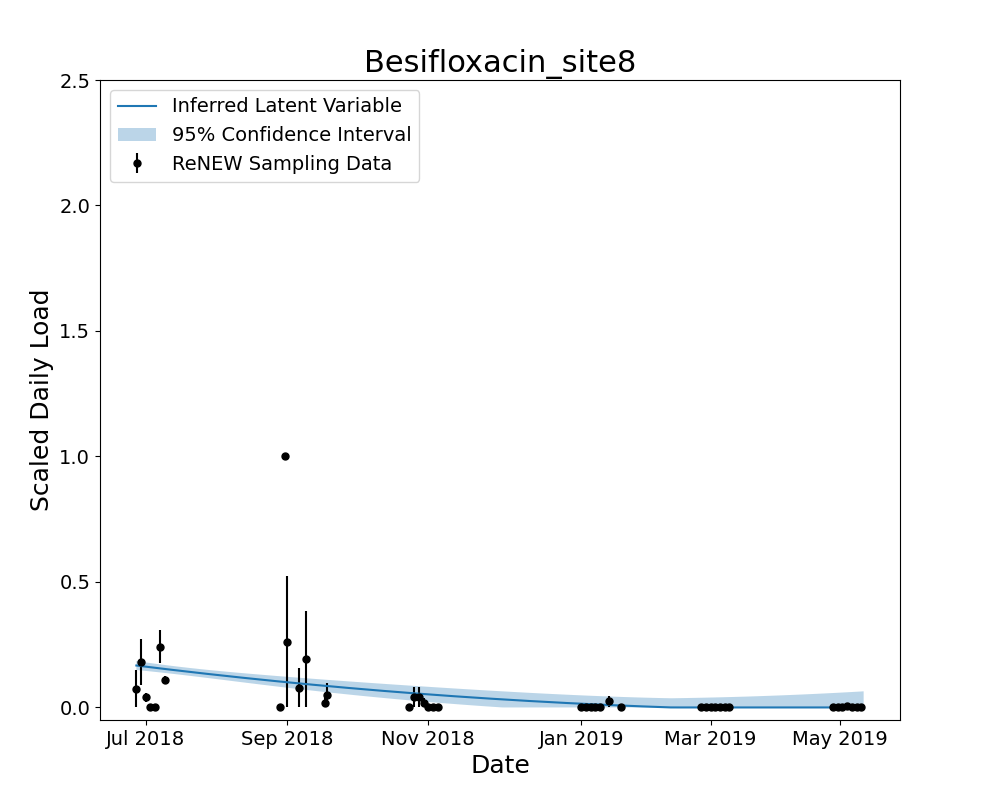 Besifloxacin_site8
Inferred Latent Variable
95% Confidence Interval
ReNEW Sampling Data
Scaled Daily Load
2.5
2.0
1.5
1.0
0.5
0.0
Jul 2018 Sep 2018 Nov 2018 Jan 2019 Mar 2019 May 2019
Date